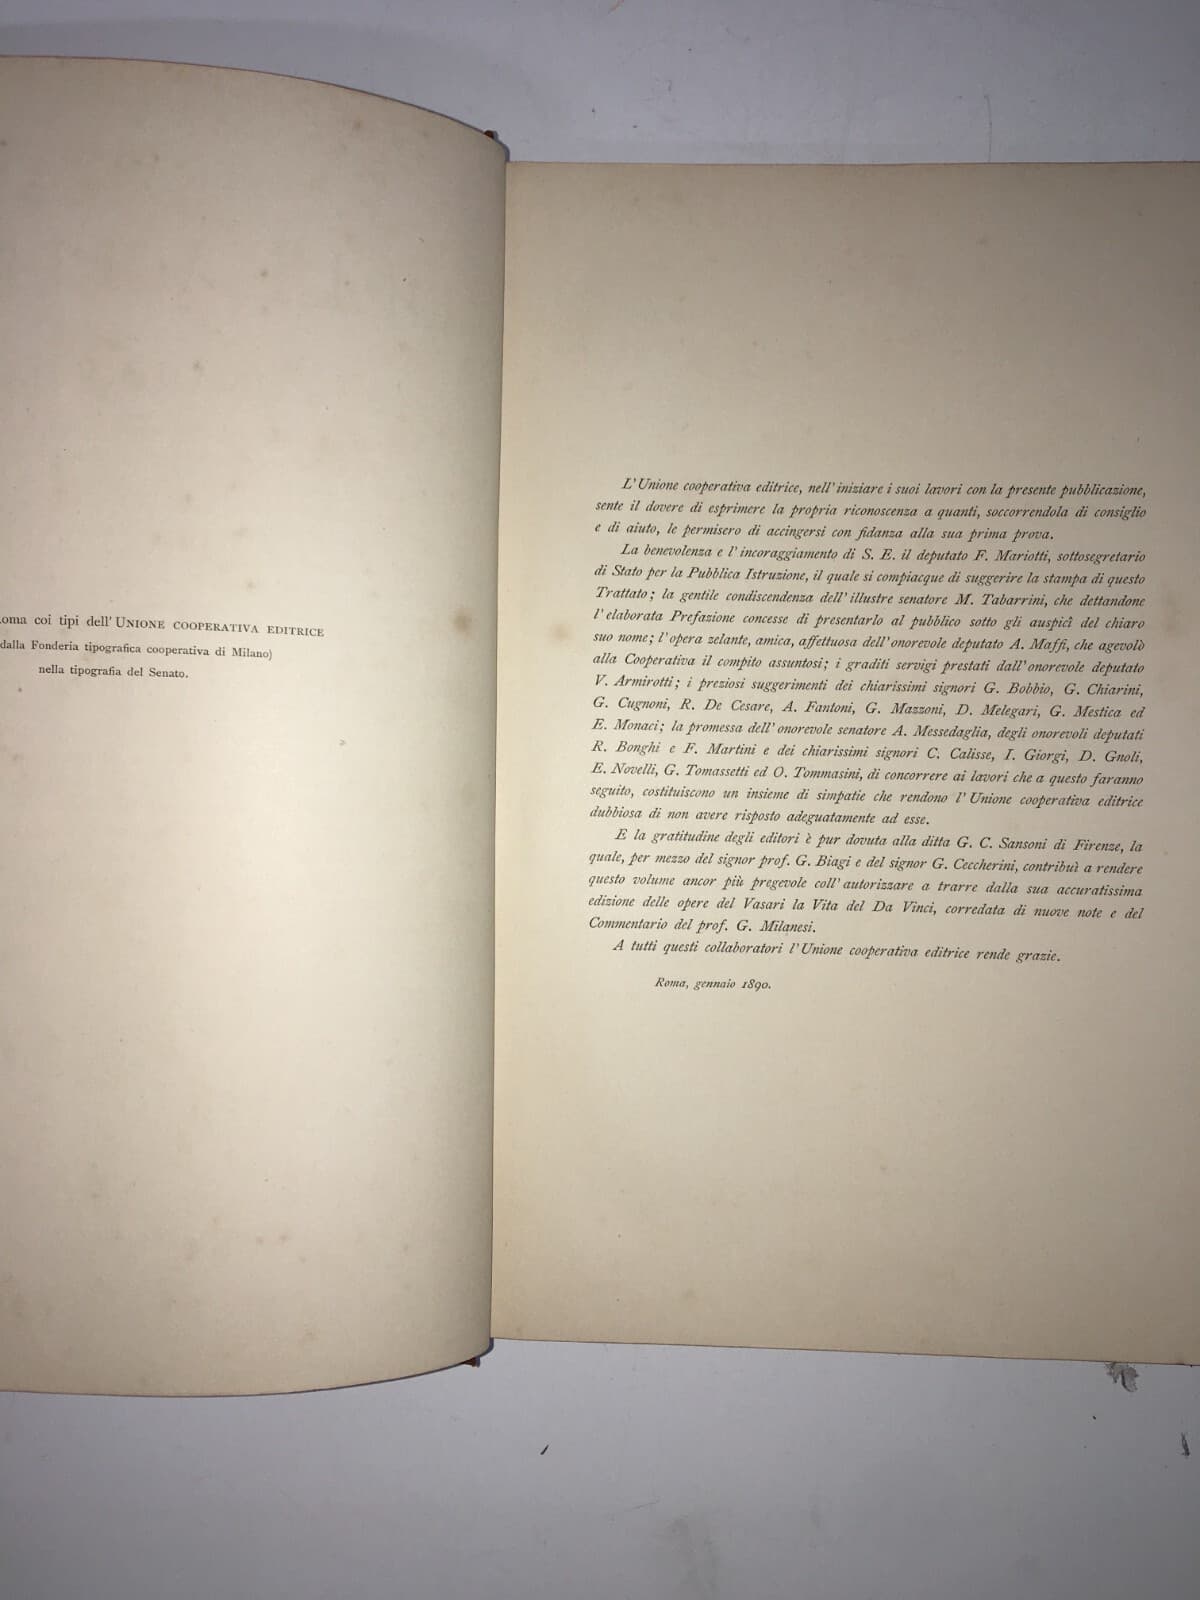 coi tipi dell' UNIONE COOPERATIVA EDITRICE
dalla Fonderia tipografica cooperativa di Milano)
nella tipografia del Senato.
L' Unione cooperativa editrice, nell' iniziare i suoi lavori con la presente pubblicazione,
sente il dovere di esprimere la propria riconoscenza a quanti, soccorrendola di consiglio
e di aiuto, le permisero di accingersi con fidanza alla sua prima prova.
La benevolenza e l' incoraggiamento di S. E. il deputato F. Mariotti, sottosegretario
di Stato per la Pubblica Istruzione, il quale si compiacque di suggerire la stampa di questo
Trattato; la gentile condiscendenza dell' illustre senatore M. Tabarrini, che dettandone
l' elaborata Prefazione concesse di presentarlo al pubblico sotto gli auspicî del chiaro
suo nome; l' opera zelante, amica, affettuosa dell' onorevole deputato A. Maffi, che agevolò
alla Cooperativa il compito assuntosi; i graditi servigi prestati dall' onorevole deputato
V. Armirotti; i preziosi suggerimenti dei chiarissimi signori G. Bobbio, G. Chiarini,
G. Cugnoni, R. De Cesare, A. Fantoni, G. Mazzoni, D. Melegari, G. Mestica ed
E. Monaci; la promessa dell' onorevole senatore A. Messedaglia, degli onorevoli deputati
R. Bonghi e F. Martini e dei chiarissimi signori C. Calisse, I. Giorgi, D. Gnoli,
E. Novelli, G. Tomassetti ed O. Tommasini, di concorrere ai lavori che a questo faranno
seguito, costituiscono un insieme di simpatie che rendono l' Unione cooperativa editrice
dubbiosa di non avere risposto adeguatamente ad esse.
E la gratitudine degli editori è pur dovuta alla ditta G. C. Sansoni di Firenze, la
quale, per mezzo del signor prof. G. Biagi e del signor G. Ceccherini, contribuì a rendere
questo volume ancor più pregevole coll' autorizzare a trarre dalla sua accuratissima
edizione delle opere del Vasari la Vita del Da Vinci, corredata di nuove note e del
Commentario del prof. G. Milanesi.
A tutti questi collaboratori l' Unione cooperativa editrice rende grazie.
Roma, gennaio 1890.